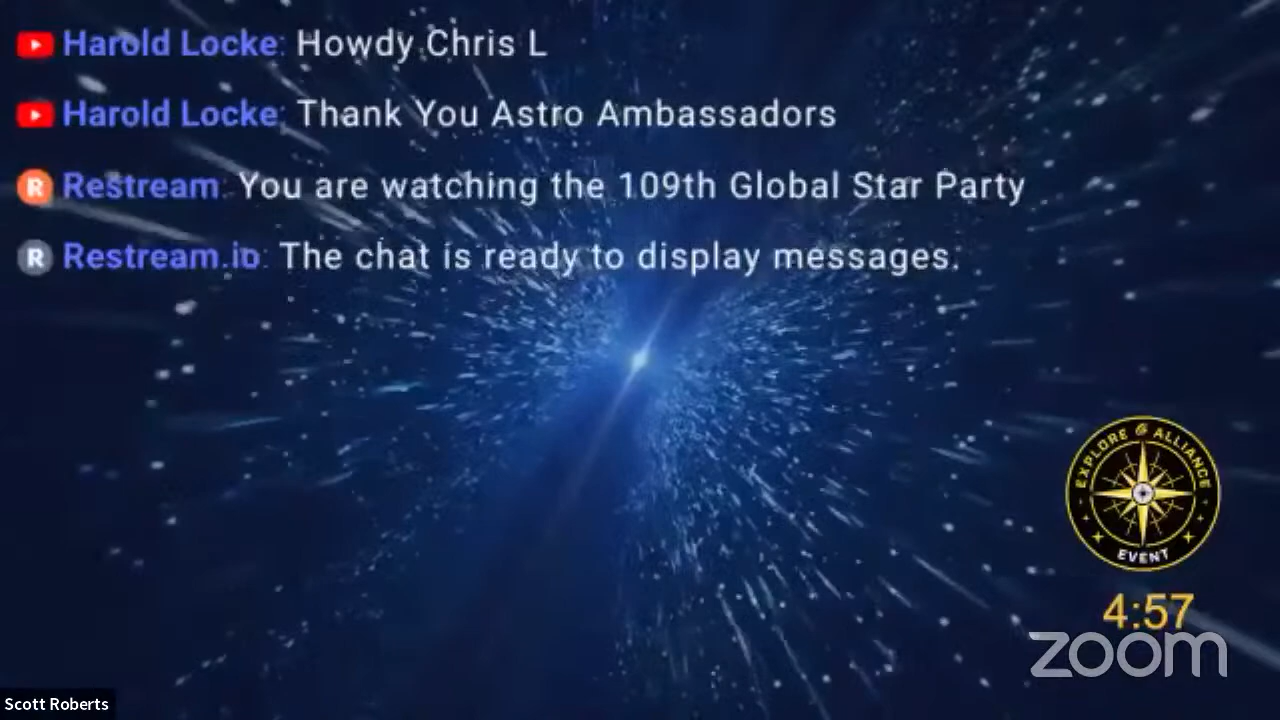 Harold Locke: Howdy Chris L
Harold Locke: Thank You Astro Ambassadors
R Restream: You are watching the 109th Global Star Party
R Restream.io: The chat is ready to display messages.
EXPLORE ALLIANCE
EVENT
4:57
zoom
Scott Roberts